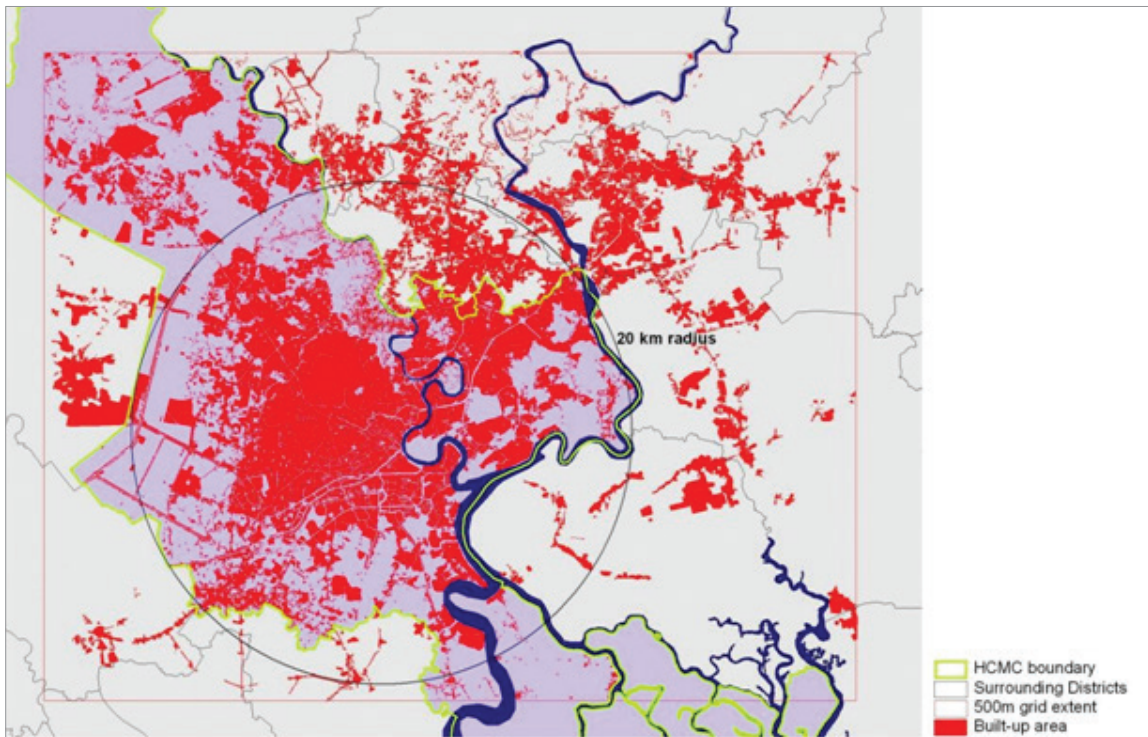 20 km radius
HCMC boundary
Surrounding Districts
500m grid extent
Built-up area